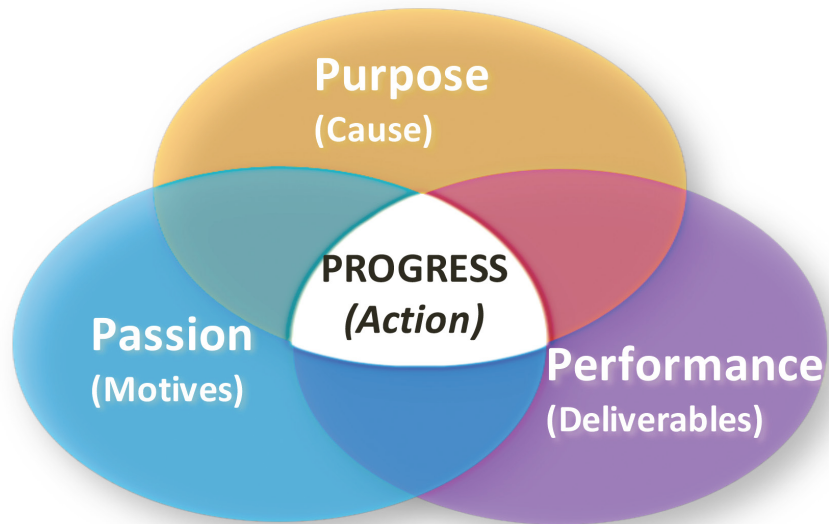 Purpose
(Cause)
PROGRESS
(Action)
Passion
(Motives)
Performance
(Deliverables)